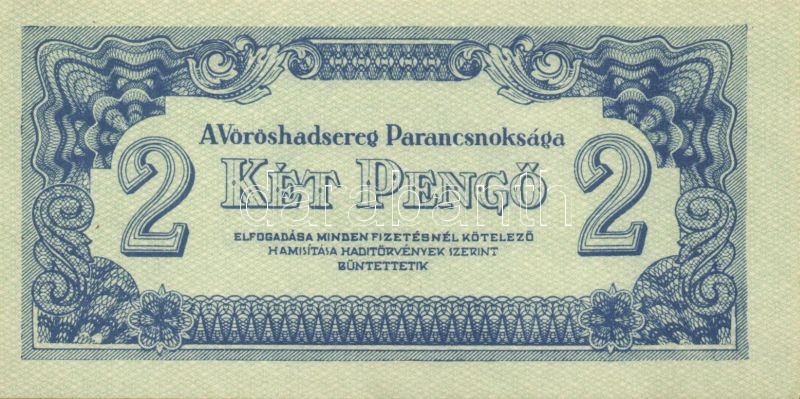 A Vöröshadsereg Parancsnoksága
2 KÉT PENGŐ 2
darabanth
ELFOGADÁSA MINDEN FIZETÉSNÉL KÖTELEZŐ
HAMISÍTÁSA HADITÖRVÉNYEK SZERINT
BÜNTETTETIK